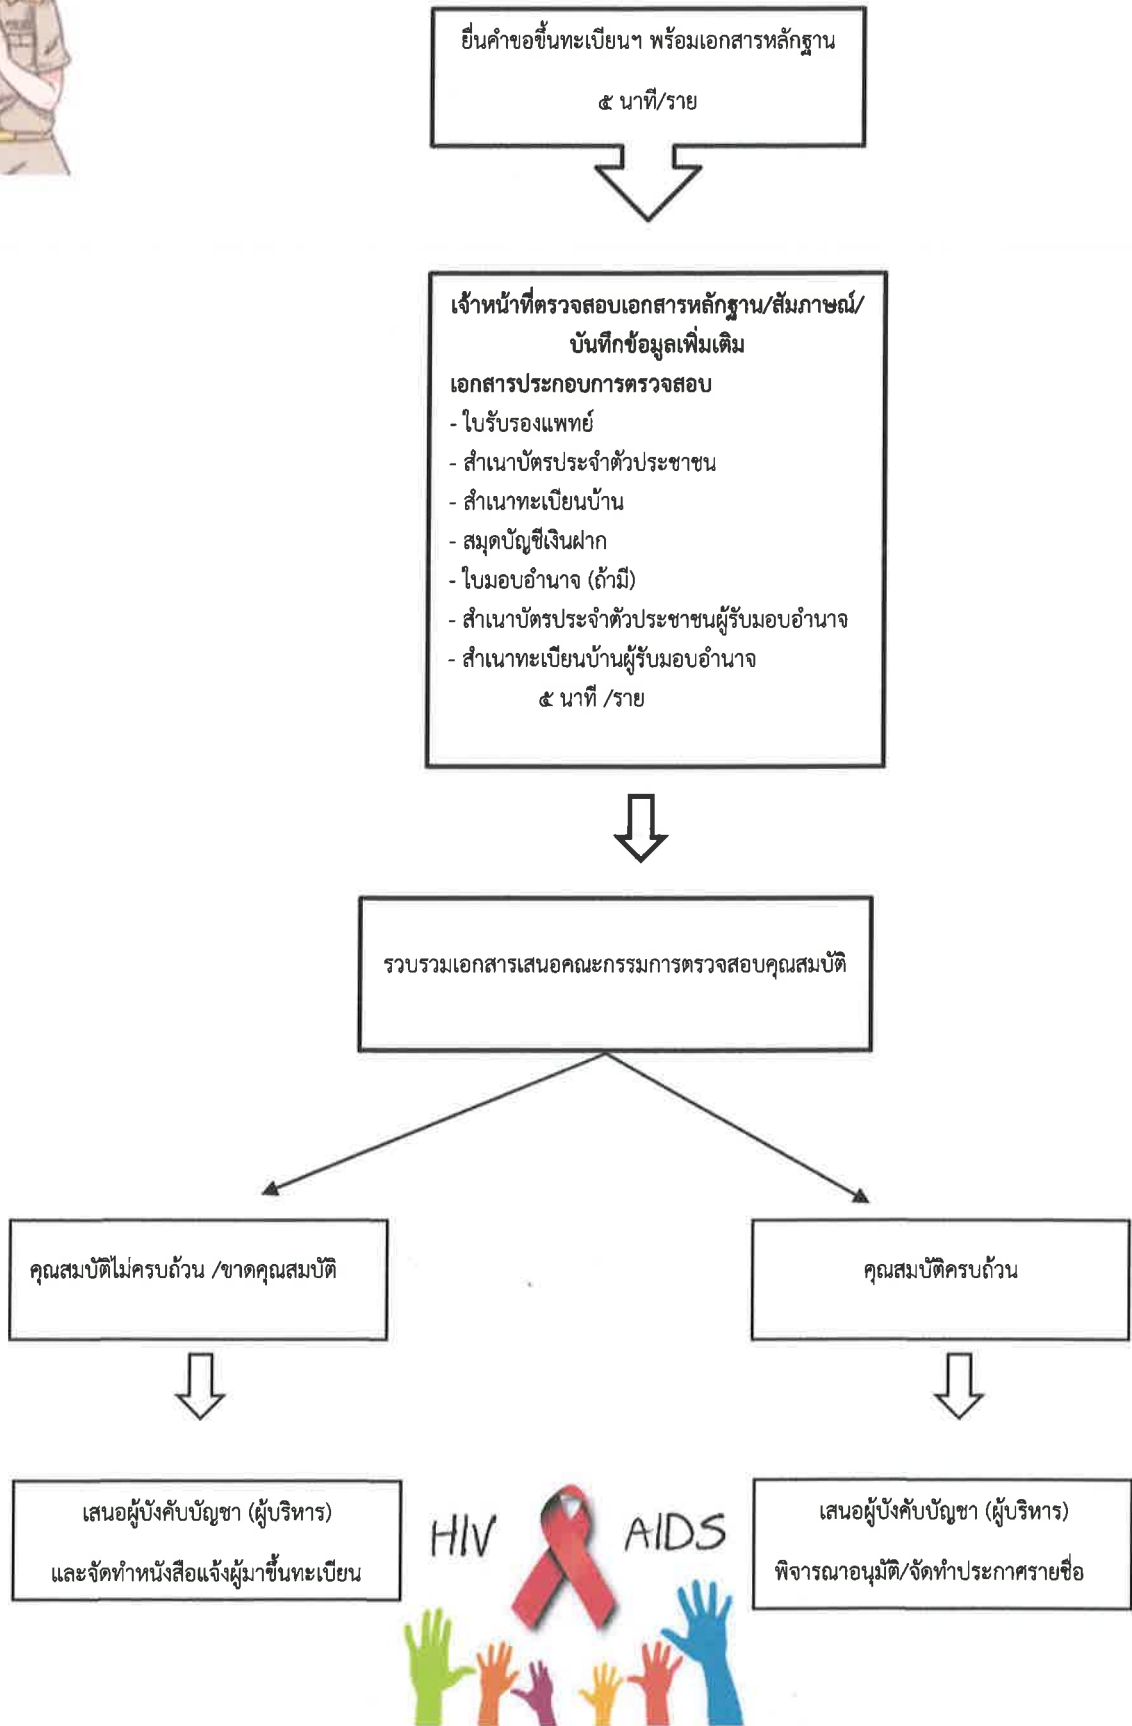 ยื่นคำขอขึ้นทะเบียนฯ พร้อมเอกสารหลักฐาน
๕ นาที/ราย
เจ้าหน้าที่ตรวจสอบเอกสารหลักฐาน/สัมภาษณ์/
บันทึกข้อมูลเพิ่มเติม
เอกสารประกอบการตรวจสอบ
- ใบรับรองแพทย์
- สำเนาบัตรประจำตัวประชาชน
- สำเนาทะเบียนบ้าน
- สมุดบัญชีเงินฝาก
- ใบมอบอำนาจ (ถ้ามี)
- สำเนาบัตรประจำตัวประชาชนผู้รับมอบอำนาจ
- สำเนาทะเบียนบ้านผู้รับมอบอำนาจ
๕ นาที /ราย
รวบรวมเอกสารเสนอคณะกรรมการตรวจสอบคุณสมบัติ
คุณสมบัติไม่ครบถ้วน /ขาดคุณสมบัติ
คุณสมบัติครบถ้วน
เสนอผู้บังคับบัญชา (ผู้บริหาร)
และจัดทำหนังสือแจ้งผู้มาขึ้นทะเบียน
HIV AIDS
เสนอผู้บังคับบัญชา (ผู้บริหาร)
พิจารณาอนุมัติ/จัดทำประกาศรายชื่อ